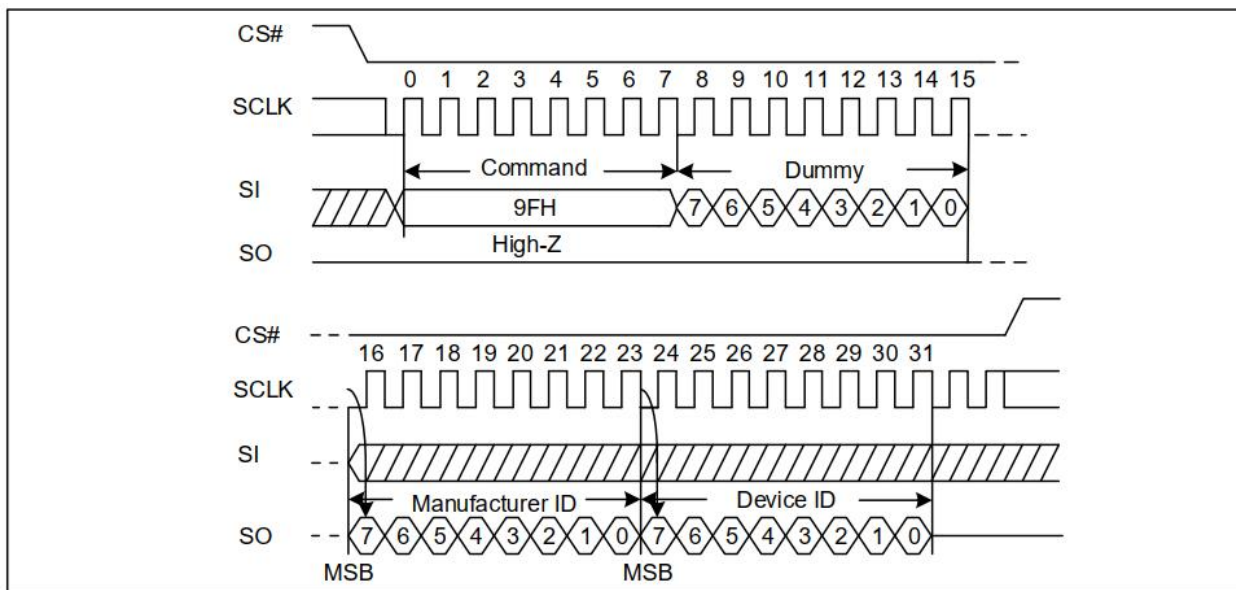 CS#
0 1 2 3 4 5 6 7 8 9 10 11 12 13 14 15
SCLK
Command Dummy
SI
9FH 7 6 5 4 3 2 1 0
High-Z
SO
CS#
16 17 18 19 20 21 22 23 24 25 26 27 28 29 30 31
SCLK
SI
Manufacturer ID Device ID
SO 7 6 5 4 3 2 1 0 7 6 5 4 3 2 1 0
MSB MSB